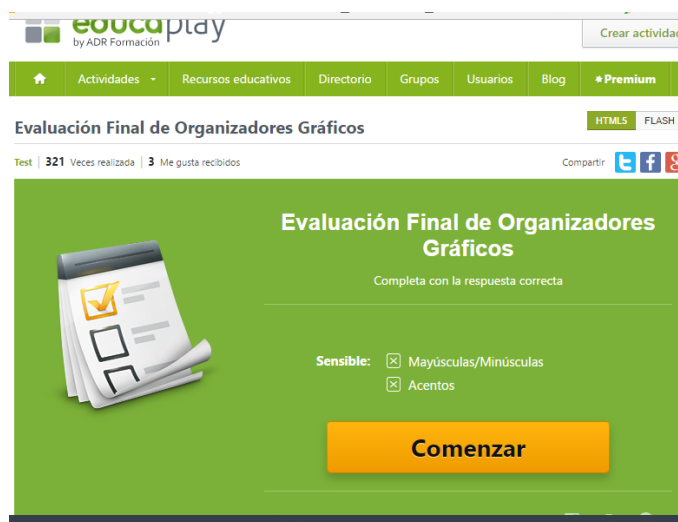 educaplay
by ADR Formación
Crear actividad
Actividades Recursos educativos Directorio Grupos Usuarios Blog Premium
Evaluación Final de Organizadores Gráficos
HTML5 FLASH
Test | 321 Veces realizada | 3 Me gusta recibidos
Compartir
Evaluación Final de Organizadores
Gráficos
Completa con la respuesta correcta
Sensible: Mayúsculas/Minúsculas
Acentos
Comenzar